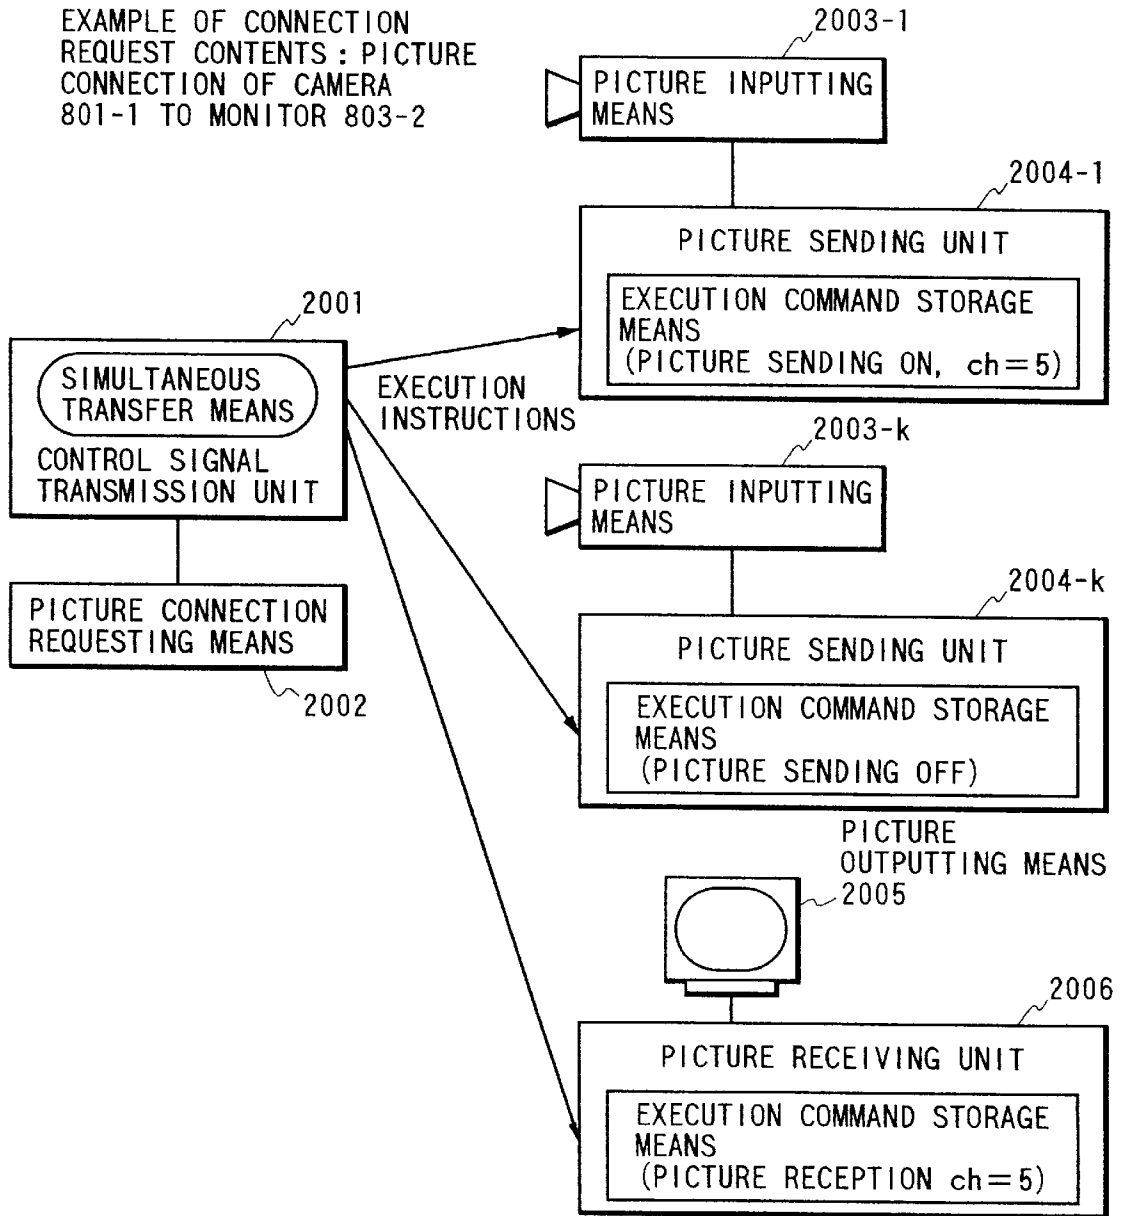 EXAMPLE OF CONNECTION
REQUEST CONTENTS : PICTURE
CONNECTION OF CAMERA
801-1 TO MONITOR 803-2
2003-1
PICTURE INPUTTING
MEANS
2004-1
PICTURE SENDING UNIT
EXECUTION COMMAND STORAGE
MEANS
(PICTURE SENDING ON, ch=5)
2001
SIMULTANEOUS
TRANSFER MEANS
CONTROL SIGNAL
TRANSMISSION UNIT
EXECUTION
INSTRUCTIONS
2003-k
PICTURE INPUTTING
MEANS
PICTURE CONNECTION
REQUESTING MEANS
2002
2004-k
PICTURE SENDING UNIT
EXECUTION COMMAND STORAGE
MEANS
(PICTURE SENDING OFF)
PICTURE
OUTPUTTING MEANS
2005
2006
PICTURE RECEIVING UNIT
EXECUTION COMMAND STORAGE
MEANS
(PICTURE RECEPTION ch=5)